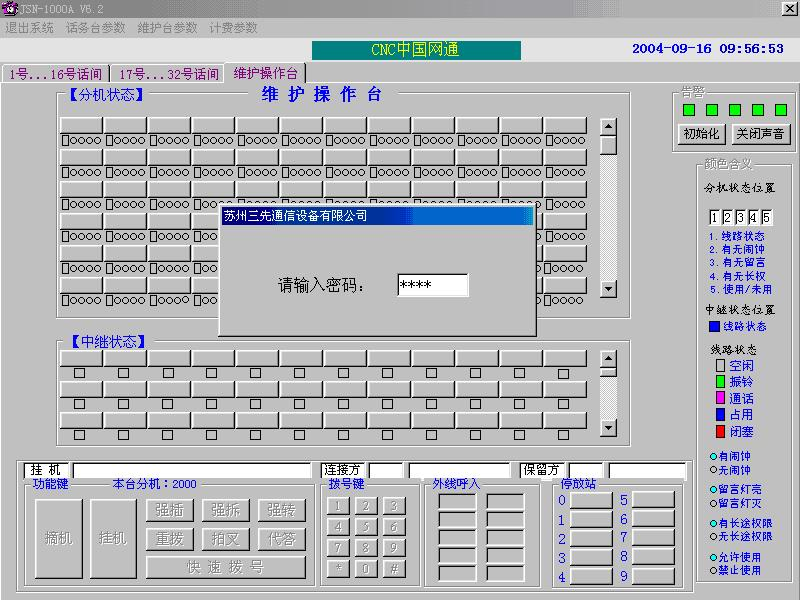 JSN-1000A V6.2
退出系统 话务台参数 维护台参数 计费参数
CNC中国网通
2004-09-16 09:56:53
1号...16号话间 17号...32号话间 维护操作台
【分机状态】
维护操作台
苏州三先通信设备有限公司
请输入密码：
****
【中继状态】
告警
初始化 关闭声音
颜色含义
分机状态位置
1 2 3 4 5
1. 线路状态
2. 有无闹钟
3. 有无留言
4. 有无长权
5. 使用/未用
中继状态位置
线路状态
线路状态
空闲
振铃
通话
占用
闭塞
有闹钟
无闹钟
留言灯亮
留言灯灭
有长途权限
无长途权限
允许使用
禁止使用
挂 机 连接方 保留方
功能键 本台分机：2000
摘机 挂机
强插 强拆 强转
重拨 拍叉 代答
快 速 拨 号
拨号键
1 2 3
4 5 6
7 8 9
* 0 #
外线呼入
停放站
0 5
1 6
2 7
3 8
4 9